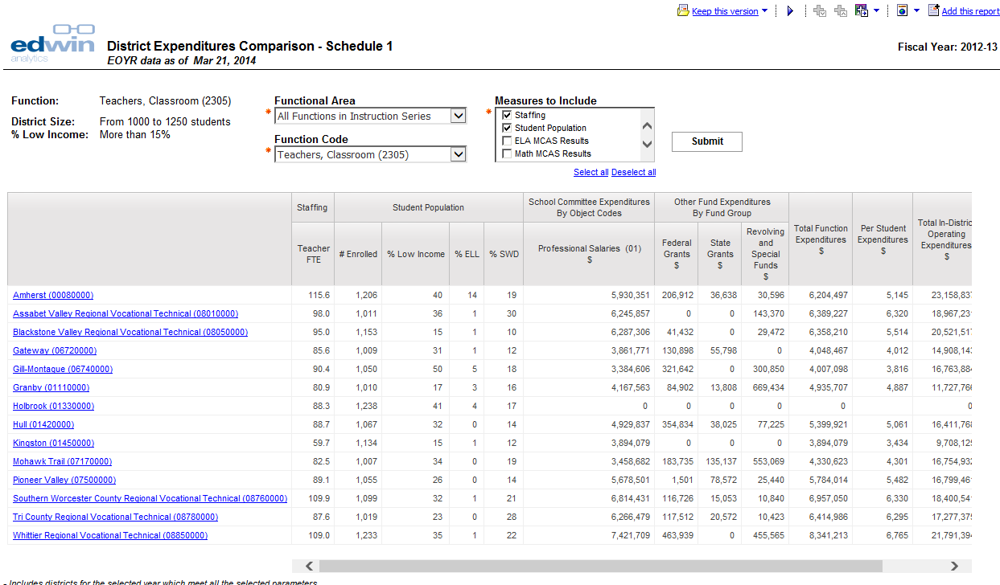 Keep this version
Add this report
edwin
analytics
District Expenditures Comparison - Schedule 1
EOYR data as of Mar 21, 2014
Fiscal Year: 2012-13
Function: Teachers, Classroom (2305)
District Size: From 1000 to 1250 students
% Low Income: More than 15%
* Functional Area
All Functions in Instruction Series
* Function Code
Teachers, Classroom (2305)
* Measures to Include
Staffing
Student Population
ELA MCAS Results
Math MCAS Results
Select all Deselect all
Submit
Staffing
Student Population
School Committee Expenditures
By Object Codes
Other Fund Expenditures
By Fund Group
Total Function
Expenditures
$
Per Student
Expenditures
$
Total In-Distric
Operating
Expenditures
$
Teacher
FTE
# Enrolled
% Low Income
% ELL
% SWD
Professional Salaries (01)
$
Federal
Grants
$
State
Grants
$
Revolving
and
Special
Funds
$
Amherst (00080000) 115.6 1,206 40 14 19 5,930,351 206,912 36,638 30,596 6,204,497 5,145 23,158,83
Assabet Valley Regional Vocational Technical (08010000) 98.0 1,011 36 1 30 6,245,857 0 0 143,370 6,389,227 6,320 18,967,23
Blackstone Valley Regional Vocational Technical (08050000) 95.0 1,153 15 1 10 6,287,306 41,432 0 29,472 6,358,210 5,514 20,521,51
Gateway (06720000) 85.6 1,009 31 1 12 3,861,771 130,898 55,798 0 4,048,467 4,012 14,908,14
Gill-Montague (06740000) 90.4 1,050 50 5 18 3,384,606 321,642 0 300,850 4,007,098 3,816 16,763,88
Granby (01110000) 80.9 1,010 17 3 16 4,167,563 84,902 13,808 669,434 4,935,707 4,887 11,727,76
Holbrook (01330000) 88.3 1,238 41 4 17 0 0 0 0 0 0
Hull (01420000) 88.7 1,067 32 0 14 4,929,837 354,834 38,025 77,225 5,399,921 5,061 16,411,76
Kingston (01450000) 59.7 1,134 15 1 12 3,894,079 0 0 0 3,894,079 3,434 9,708,12
Mohawk Trail (07170000) 82.5 1,007 34 0 19 3,458,682 183,735 135,137 553,069 4,330,623 4,301 16,754,93
Pioneer Valley (07500000) 89.1 1,055 26 0 14 5,678,501 1,501 78,572 25,440 5,784,014 5,482 16,799,46
Southern Worcester County Regional Vocational Technical (08760000) 109.9 1,099 32 1 21 6,814,431 116,726 15,053 10,840 6,957,050 6,330 18,400,54
Tri County Regional Vocational Technical (08780000) 87.6 1,019 23 0 28 6,266,479 117,512 20,572 10,423 6,414,986 6,295 17,277,37
Whittier Regional Vocational Technical (08850000) 109.0 1,233 35 1 22 7,421,709 463,939 0 455,565 8,341,213 6,765 21,791,39
- Includes districts for the selected year which meet all the selected parameters.